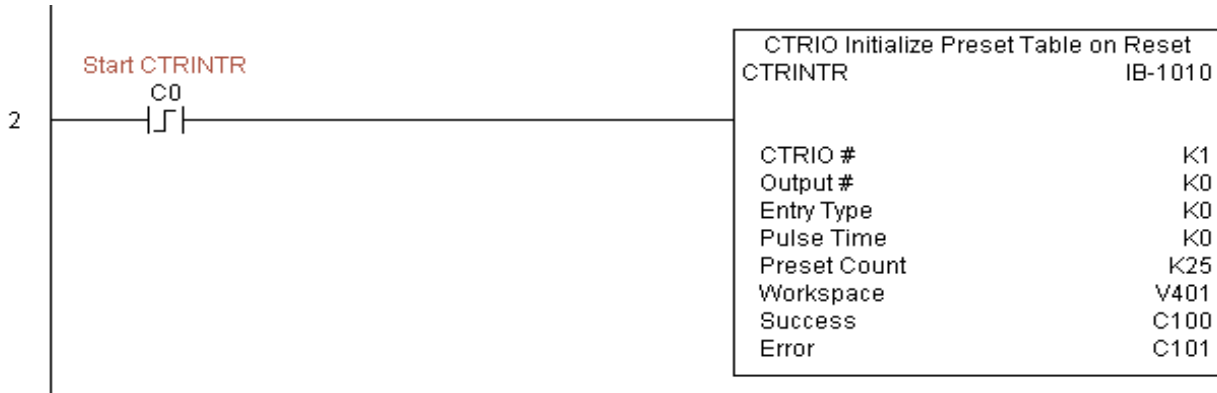 Start CTRINTR
C0
2
CTRIO Initialize Preset Table on Reset
CTRINTR IB-1010
CTRIO # K1
Output # K0
Entry Type K0
Pulse Time K0
Preset Count K25
Workspace V401
Success C100
Error C101